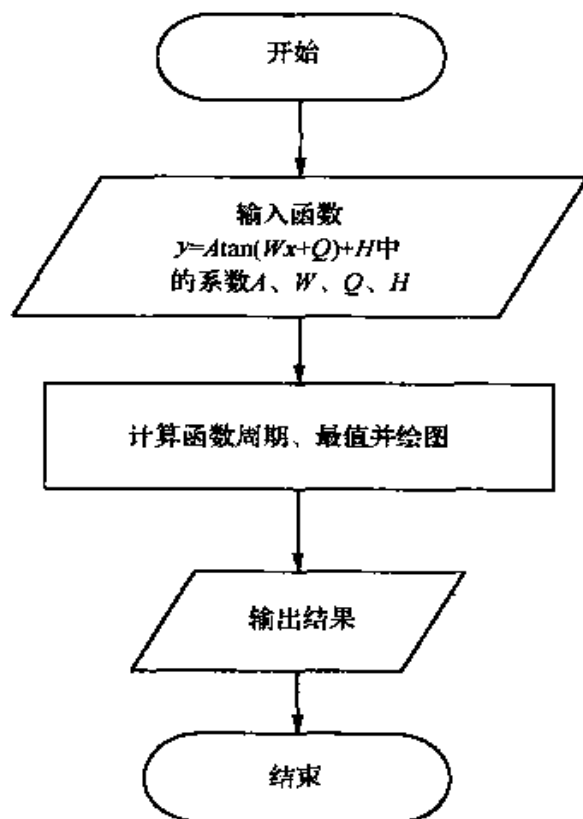 开始
输入函数
y=Atan(Wx+Q)+H中
的系数A、W、Q、H
计算函数周期、最值并绘图
输出结果
结束